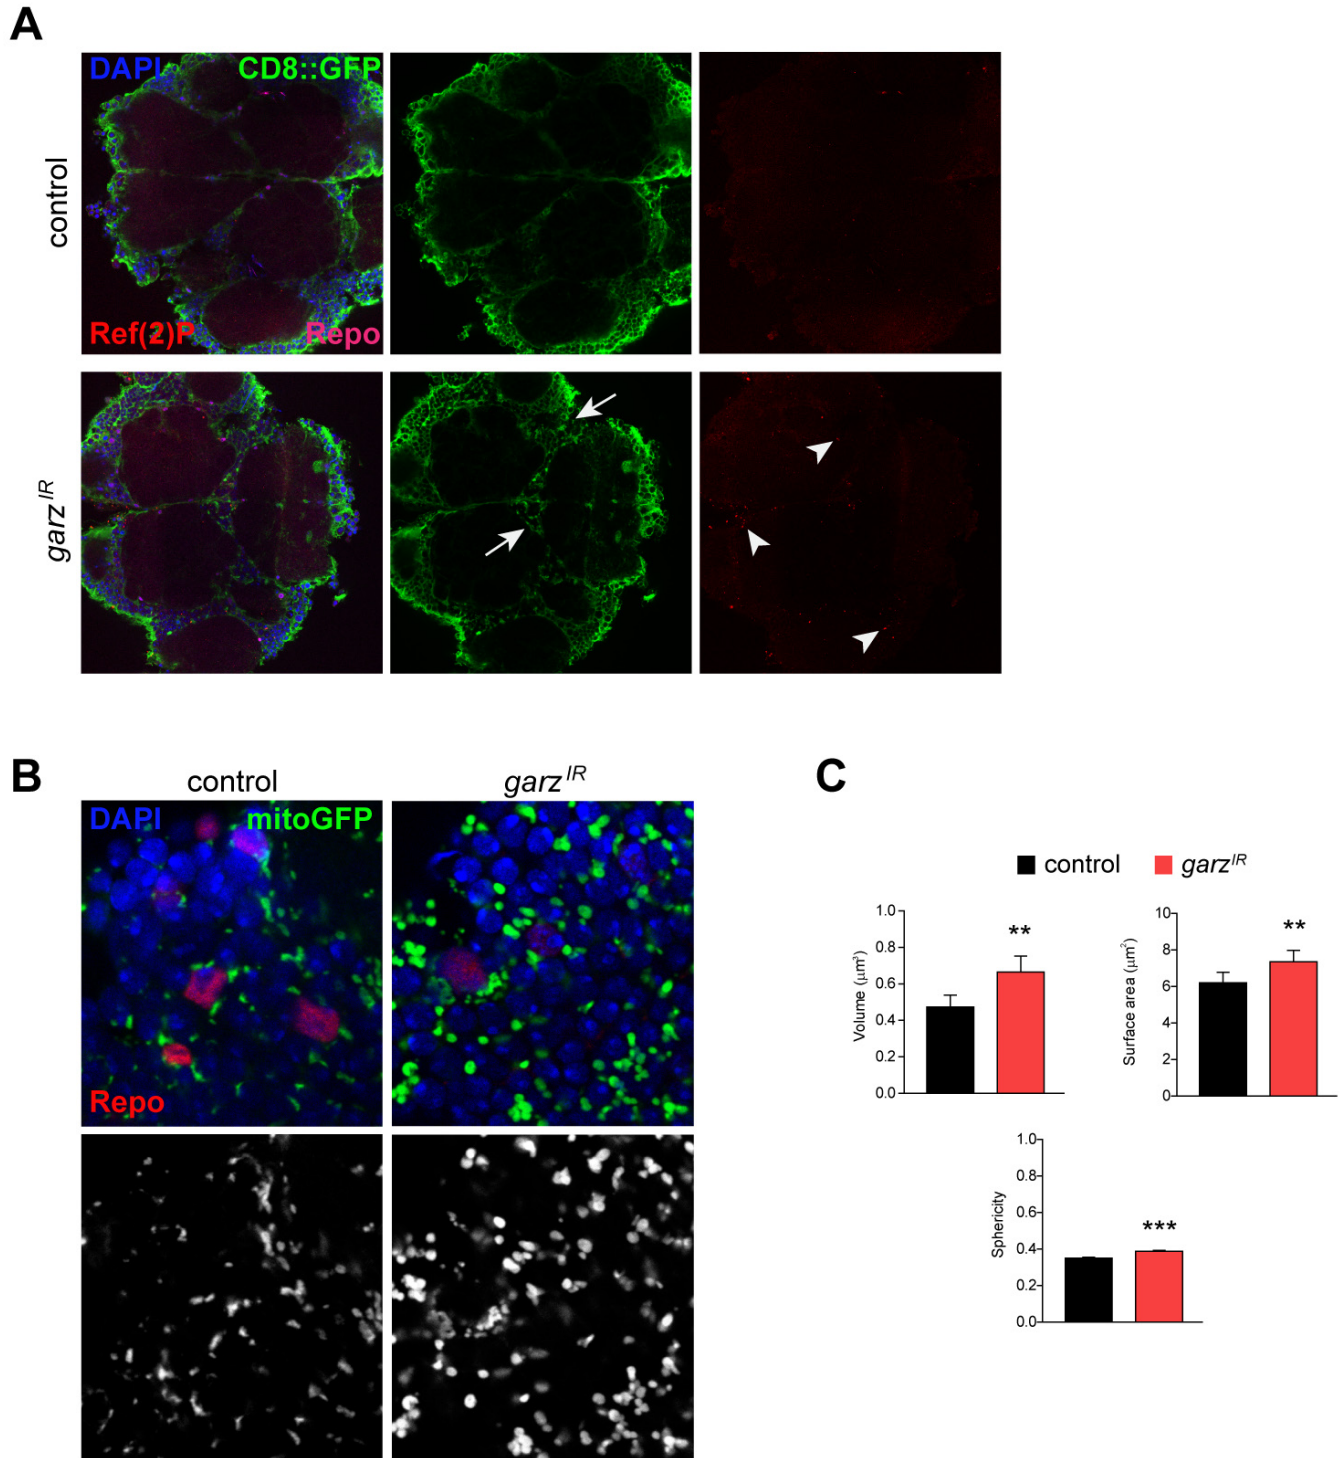 A
DAPI CD8::GFP
control
Ref(2)P Repo
garz IR
B
control garz IR
DAPI mitoGFP
Repo
C
control garz IR
1.0
0.8
0.6
0.4
0.2
0.0
Volume (μm³)
**
10
8
6
4
2
0
Surface area (μm²)
**
1.0
0.8
0.6
0.4
0.2
0.0
Sphericity
***